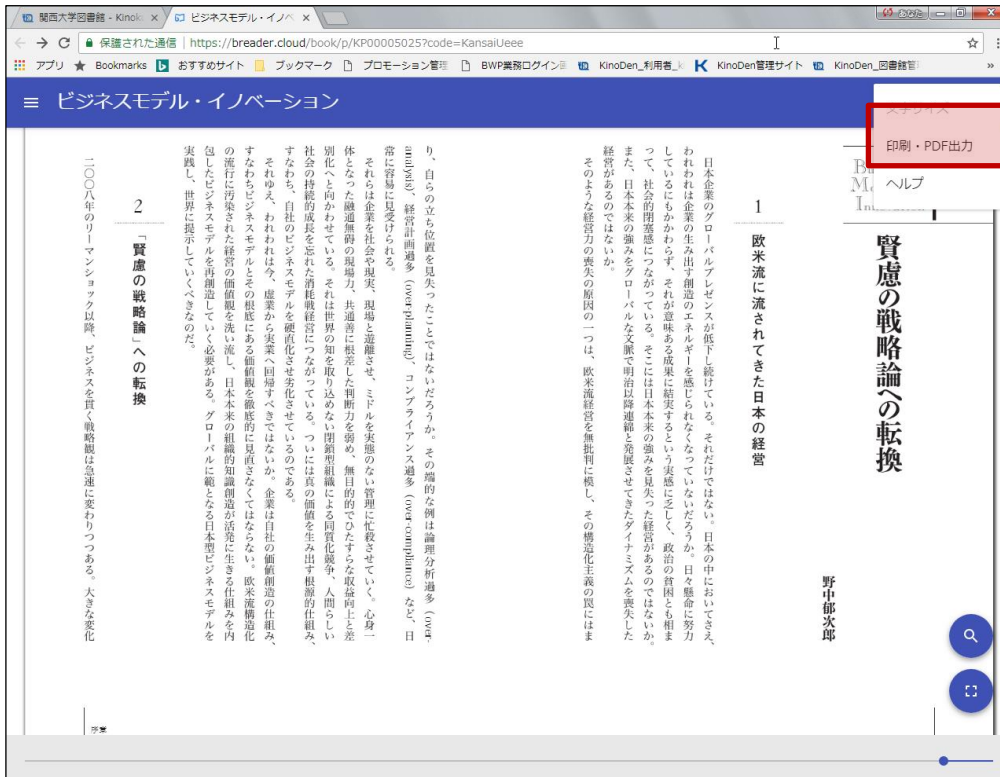 関西大学図書館 - Kinok
ビジネスモデル・イノベ
あなた
保護された通信
https://breader.cloud/book/p/KP00005025?code=KansaiUeee
アプリ
Bookmarks
おすすめサイト
ブックマーク
プロモーション管理
BWP業務ログイン
KinoDen_利用者_
KinoDen管理サイト
KinoDen_図書館管
»
ビジネスモデル・イノベーション
文字サイズ
印刷・PDF出力
ヘルプ
賢慮の戦略論への転換
野中郁次郎
1
欧米流に流されてきた日本の経営
日本企業のグローバルプレゼンスが低下し続けている。それだけではない。日本の中においてさえ、
われわれは企業の生み出す創造のエネルギーを感じられなくなっていないだろうか。日々懸命に努力
しているにもかかわらず、それが意味ある成果に結実するという実感に乏しく、政治の貧困とも相ま
って、社会的閉塞感につながっている。そこには日本本来の強みを見失った経営があるのではないか。
また、日本本来の強みをグローバルな文脈で明治以降連綿と発展させてきたダイナミズムを喪失した
経営があるのではないか。
そのような経営力の喪失の原因の一つは、欧米流経営を無批判に模し、その構造化主義の罠にはま
り、自らの立ち位置を見失ったことではないだろうか。その端的な例は論理分析過多（over-
analysis）、経営計画過多（over-planning）、コンプライアンス過多（over-compliance）など、日
常に容易に見受けられる。
それらは企業を社会や現実、現場と遊離させ、ミドルを実態のない管理に忙殺させていく。心身一
体となった融通無碍の現場力、共通善に根差した判断力を弱め、無目的的でひたすらな収益向上と差
別化へと向かわせている。それは世界の知を取り込めない閉鎖型組織による同質化競争、人間らしい
社会の持続的成長を忘れた消耗戦経営につながっている。ついには真の価値を生み出す根源的仕組み、
すなわち、自社のビジネスモデルを硬直化させ劣化させているのである。
それゆえ、われわれは今、虚業から実業へ回帰すべきではないか。企業は自社の価値創造の仕組み、
すなわちビジネスモデルとその根底にある価値観を徹底的に見直さなくてはならない。欧米流構造化
の流行に汚染された経営の価値観を洗い流し、日本本来の組織的知識創造が活発に生きる仕組みを内
包したビジネスモデルを再創造していく必要がある。グローバルに範となる日本型ビジネスモデルを
実践し、世界に提示していくべきなのだ。
2
「賢慮の戦略論」への転換
二〇〇八年のリーマンショック以降、ビジネスを貫く戦略観は急速に変わりつつある。大きな変化